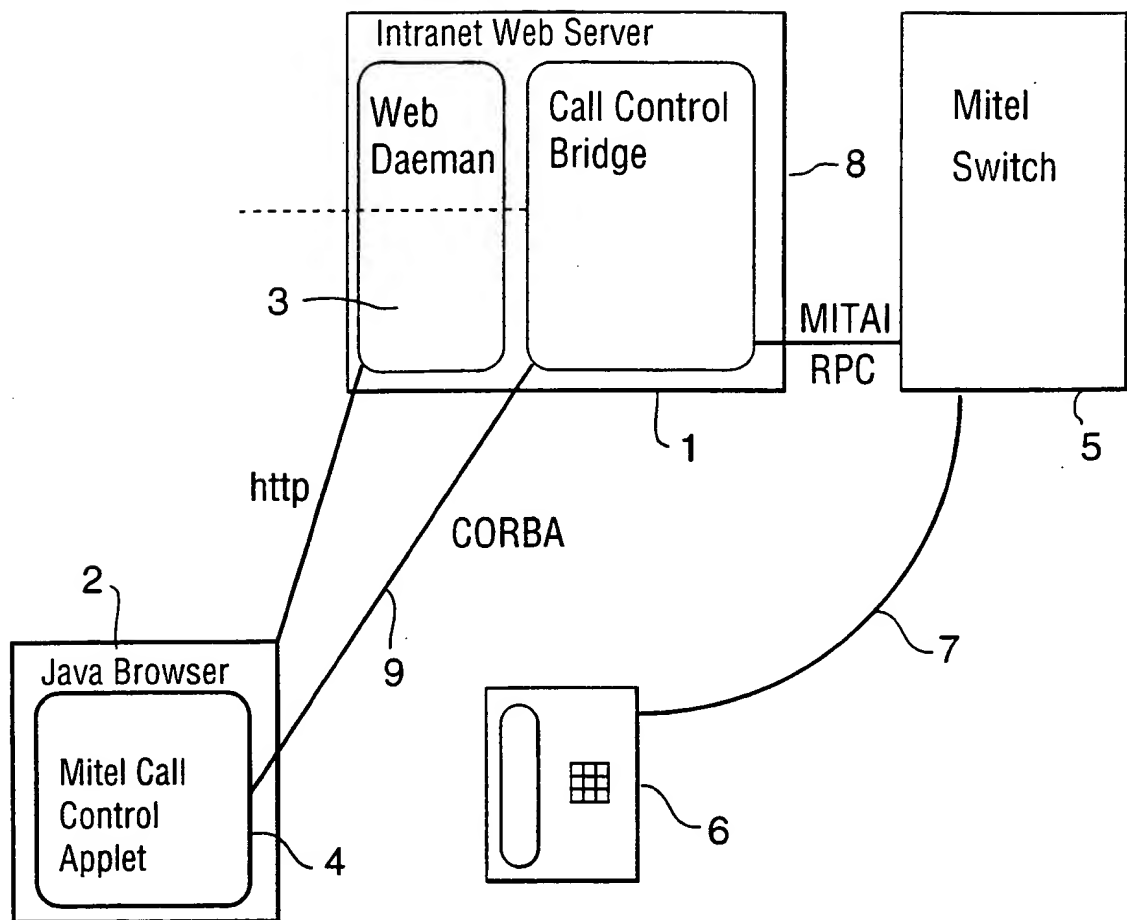 Intranet Web Server
Web
Daeman
Call Control
Bridge
Mitel
Switch
8
3
MITAI
RPC
1
5
http
CORBA
2
9
7
Java Browser
Mitel Call
Control
Applet
4
6